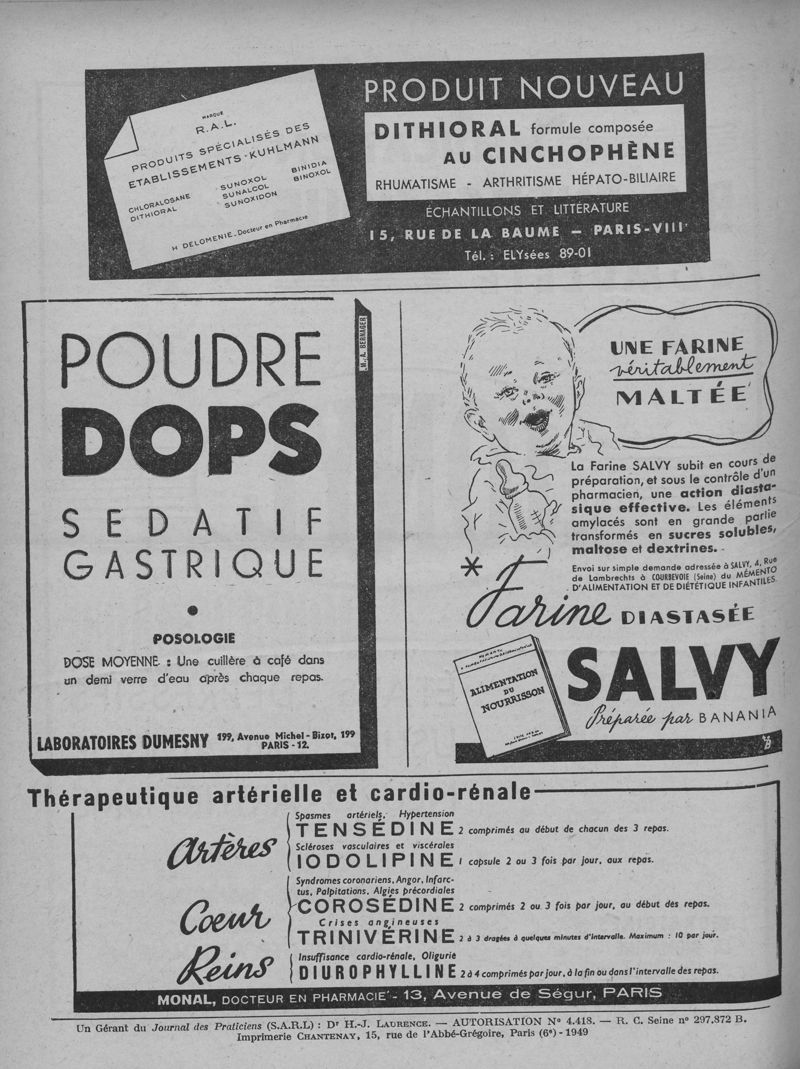 MARQUE
R.A.L.
PRODUITS SPÉCIALISÉS DES
ETABLISSEMENTS-KUHLMANN
CHLORALOSANE SUNOXOL BINIDIA
DITHIORAL SUNALCOL BINOXOL
SUNOXIDON
H DELOMENIE_Docteur en Pharmacie
PRODUIT NOUVEAU
DITHIORAL formule composée
AU CINCHOPHÈNE
RHUMATISME - ARTHRITISME HÉPATO-BILIAIRE
ÉCHANTILLONS ET LITTÉRATURE
15, RUE DE LA BAUME — PARIS-VIII
Tél.: ELYsées 89-01
POUDRE
DOPS
SEDATIF
GASTRIQUE
POSOLOGIE
DOSE MOYENNE : Une cuillère à café dans
un demi verre d'eau après chaque repas.
LABORATOIRES DUMESNY 199, Avenue Michel-Bizot, 199
PARIS-12.
UNE FARINE
véritablement
MALTÉE
La Farine SALVY subit en cours de
préparation, et sous le contrôle d'un
pharmacien, une action diasta-
sique effective. Les éléments
amylacés sont en grande partie
transformés en sucres solubles,
maltose et dextrines.
Envoi sur simple demande adressée à SALVY, 4, Rue
de Lambrechts à COURBEVOIE (Seine) du MÉMENTO
D'ALIMENTATION ET DE DIÉTÉTIQUE INFANTILES.
* Farine DIASTASÉE
SALVY
Préparée par BANANIA
ALIMENTATION
DU
NOURRISSON
Thérapeutique artérielle et cardio-rénale
Artères
Spasmes artériels, Hypertension
TENSÉDINE 2 comprimés au début de chacun des 3 repas.
Scléroses vasculaires et viscérales
IODOLIPINE 1 capsule 2 ou 3 fois par jour, aux repas.
Coeur
Syndromes coronariens, Angor, Infarc-
tus, Palpitations, Algies précordiales
COROSÉDINE 2 comprimés 2 ou 3 fois par jour, au début des repas.
Crises angineuses
TRINIVÉRINE 2 à 3 dragées à quelques minutes d'intervalle. Maximum : 10 par jour.
Reins
Insuffisance cardio-rénale, Oligurie
DIUROPHYLLINE 2 à 4 comprimés par jour, à la fin ou dans l'intervalle des repas.
MONAL, DOCTEUR EN PHARMACIE - 13, Avenue de Ségur, PARIS
Un Gérant du Journal des Praticiens (S.A.R.L) : Dr H.-J. LAURENCE. — AUTORISATION N° 4.418. — R. C. Seine n° 297.872 B.
Imprimerie CHANTENAY, 15, rue de l'Abbé-Grégoire, Paris (6e) - 1949